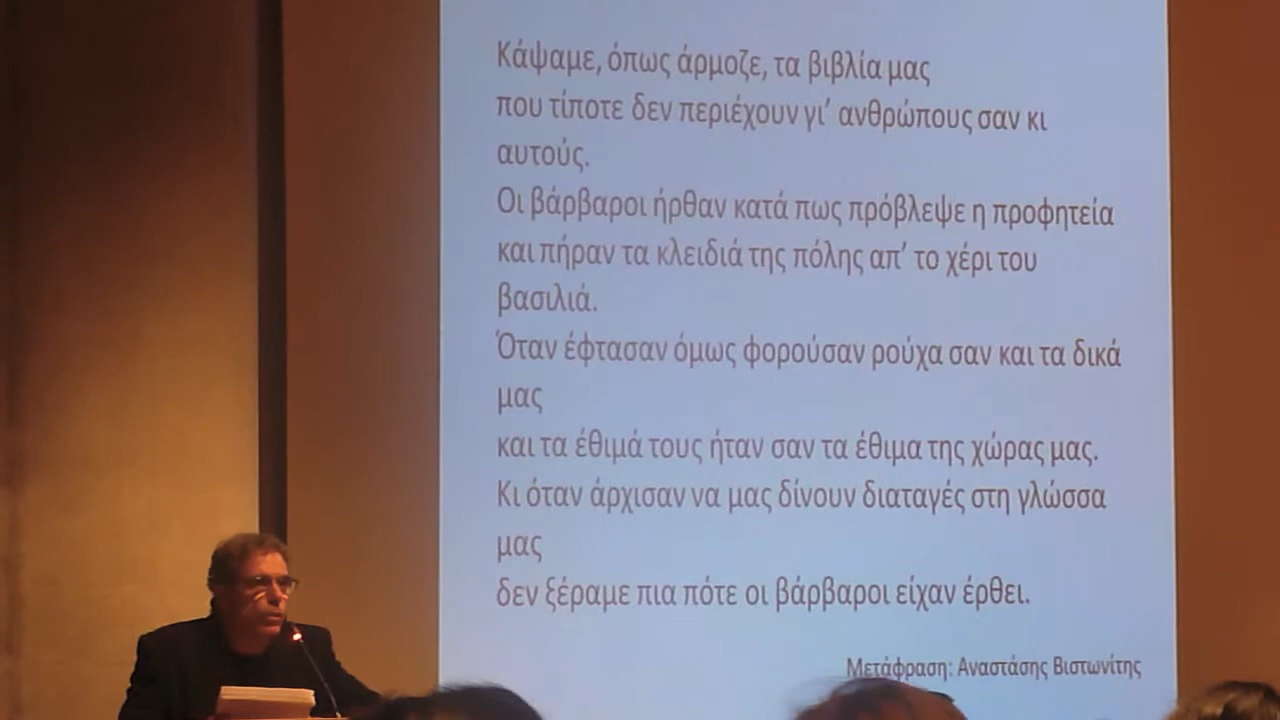 Κάψαμε, όπως άρμοζε, τα βιβλία μας
που τίποτε δεν περιέχουν γι’ ανθρώπους σαν κι
αυτούς.
Οι βάρβαροι ήρθαν κατά πως πρόβλεψε η προφητεία
και πήραν τα κλειδιά της πόλης απ’ το χέρι του
βασιλιά.
Όταν έφτασαν όμως φορούσαν ρούχα σαν και τα δικά
μας
και τα έθιμά τους ήταν σαν τα έθιμα της χώρας μας.
Κι όταν άρχισαν να μας δίνουν διαταγές στη γλώσσα
μας
δεν ξέραμε πια πότε οι βάρβαροι είχαν έρθει.
Μετάφραση: Αναστάσης Βιστωνίτης